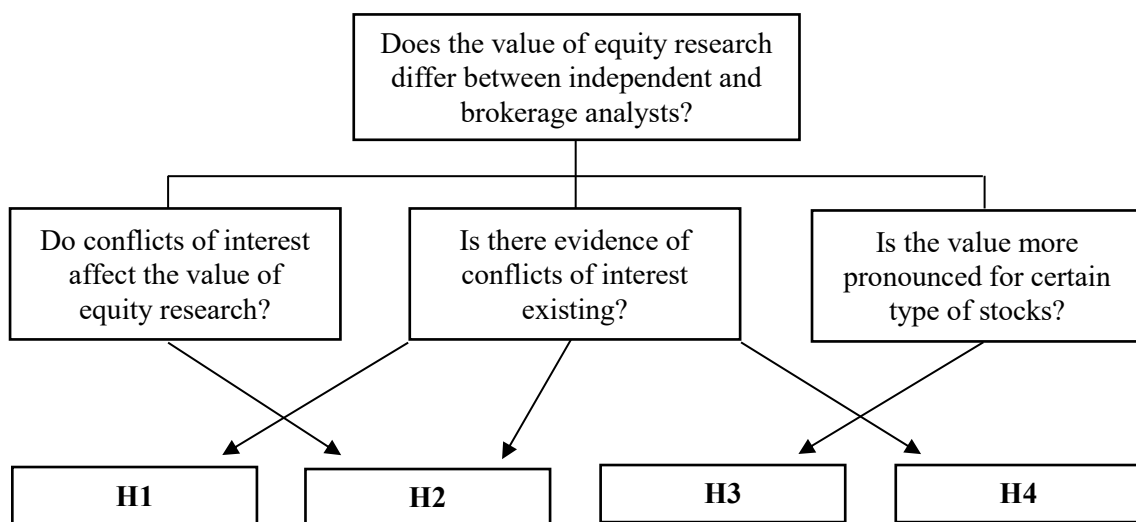 Does the value of equity research
differ between independent and
brokerage analysts?
Do conflicts of interest
affect the value of
equity research?
Is there evidence of
conflicts of interest
existing?
Is the value more
pronounced for certain
type of stocks?
H1
H2
H3
H4